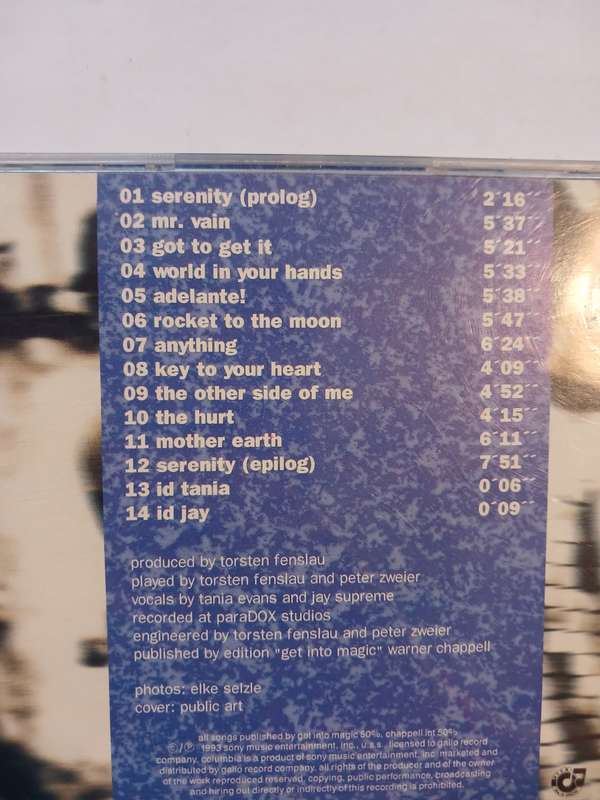 01 serenity (prolog) 2´16´´
02 mr. vain 5´37´´
03 got to get it 5´21´´
04 world in your hands 5´33´´
05 adelante! 5´38´´
06 rocket to the moon 5´47´´
07 anything 6´24´´
08 key to your heart 4´09´´
09 the other side of me 4´52´´
10 the hurt 4´15´´
11 mother earth 6´11´´
12 serenity (epilog) 7´51´´
13 id tania 0´06´´
14 id jay 0´09´´
produced by torsten fenslau
played by torsten fenslau and peter zweier
vocals by tania evans and jay supreme
recorded at paraDOX studios
engineered by torsten fenslau and peter zweier
published by edition "get into magic" warner chappell
photos: elke selzle
cover: public art
all songs published by get into magic 50%, chappell int 50%
©/℗ 1993 sony music entertainment, inc., u.s.a. licensed to gallo record
company. columbia is a product of sony music entertainment, inc. marketed and
distributed by gallo record company. all rights of the producer and of the owner
of the work reproduced reserved, copying, public performance, broadcasting
and hiring out directly or indirectly of this recording is prohibited.